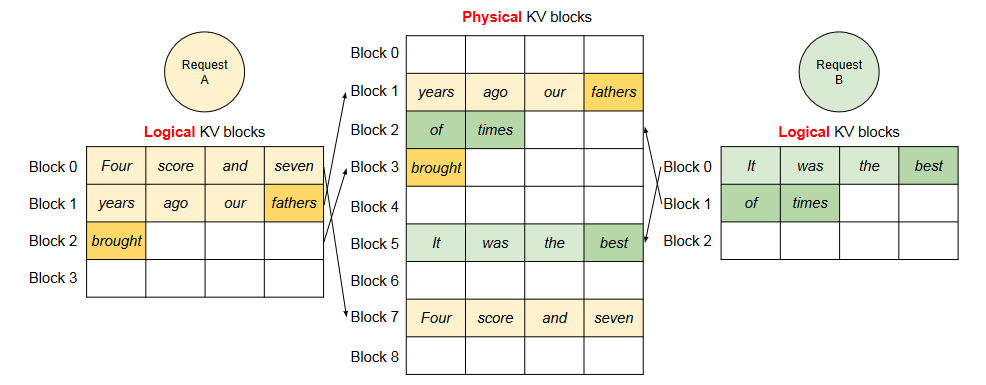 Physical KV blocks
Request
A
Logical KV blocks
Block 0 Four score and seven
Block 1 years ago our fathers
Block 2 brought
Block 3
Block 0
Block 1 years ago our fathers
Block 2 of times
Block 3 brought
Block 4
Block 5 It was the best
Block 6
Block 7 Four score and seven
Block 8
Request
B
Logical KV blocks
Block 0 It was the best
Block 1 of times
Block 2